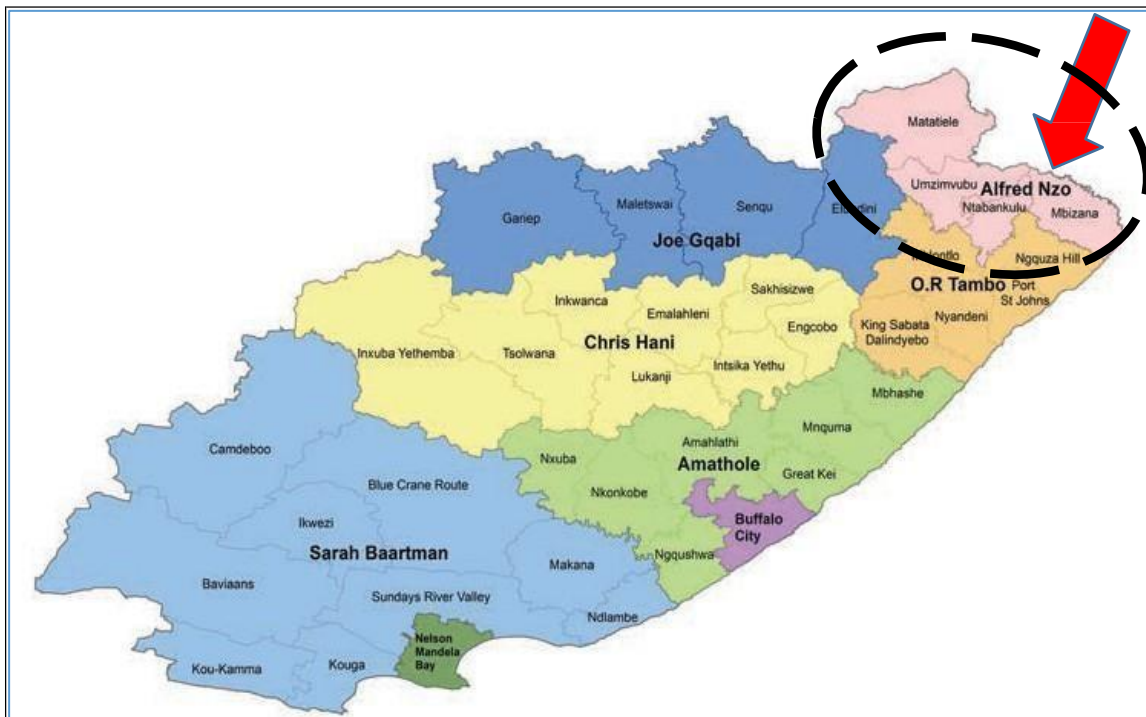 Matatiele
Umzimvubu
Alfred Nzo
Ntabankulu
Mbizana
Maletswai
Senqu
Gariep
Joe Gqabi
Ngquza Hill
O.R Tambo
Port
St Johns
Sakhisizwe
Inkwanca
Emalahleni
Nyandeni
King Sabata
Dalindyebo
Engcobo
Chris Hani
Inxuba Yethemba
Tsolwana
Intsika Yethu
Lukanji
Mbhashe
Mnquma
Amahlathi
Camdeboo
Nxuba
Amathole
Great Kei
Blue Crane Route
Nkonkobe
Ikwezi
Buffalo
City
Sarah Baartman
Ngqushwa
Makana
Baviaans
Sundays River Valley
Ndlambe
Nelson
Mandela
Bay
Kou-Kamma
Kouga